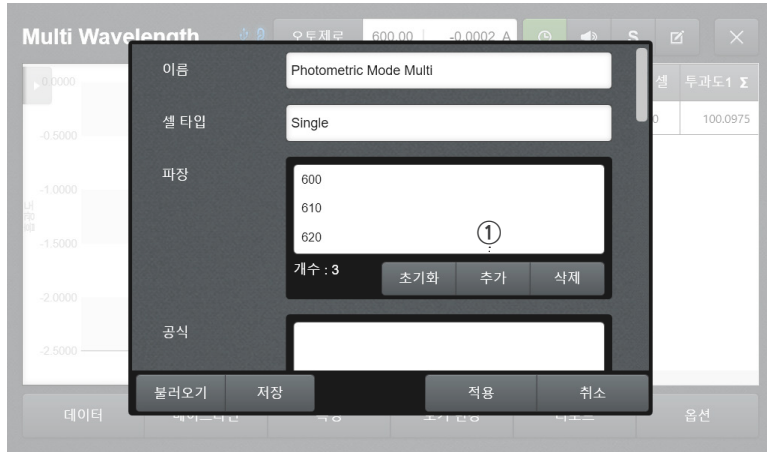 Multi Wavelength
오토제로 600.00 -0.0002 A S
이름 Photometric Mode Multi
셀 타입 Single
파장
600
610
620
①
개수 : 3 초기화 추가 삭제
공식
불러오기 저장 적용 취소
0.0000
-0.5000
-1.0000
-1.5000
-2.0000
-2.5000
셀 투과도1 Σ
0 100.0975
데이터 옵션